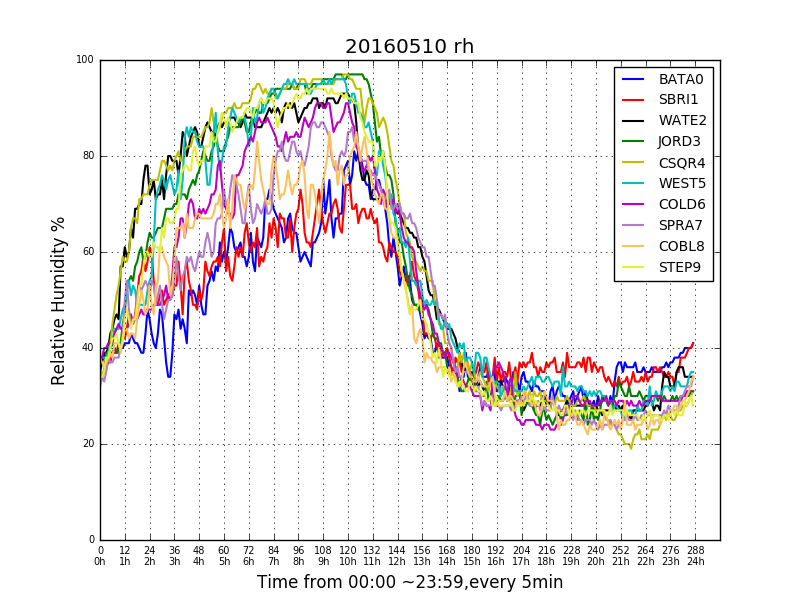 20160510 rh
Relative Humidity %
100
80
60
40
20
0
BATA0
SBRI1
WATE2
JORD3
CSQR4
WEST5
COLD6
SPRA7
COBL8
STEP9
0 12 24 36 48 60 72 84 96 108 120 132 144 156 168 180 192 204 216 228 240 252 264 276 288
0h 1h 2h 3h 4h 5h 6h 7h 8h 9h 10h 11h 12h 13h 14h 15h 16h 17h 18h 19h 20h 21h 22h 23h 24h
Time from 00:00 ~23:59,every 5min